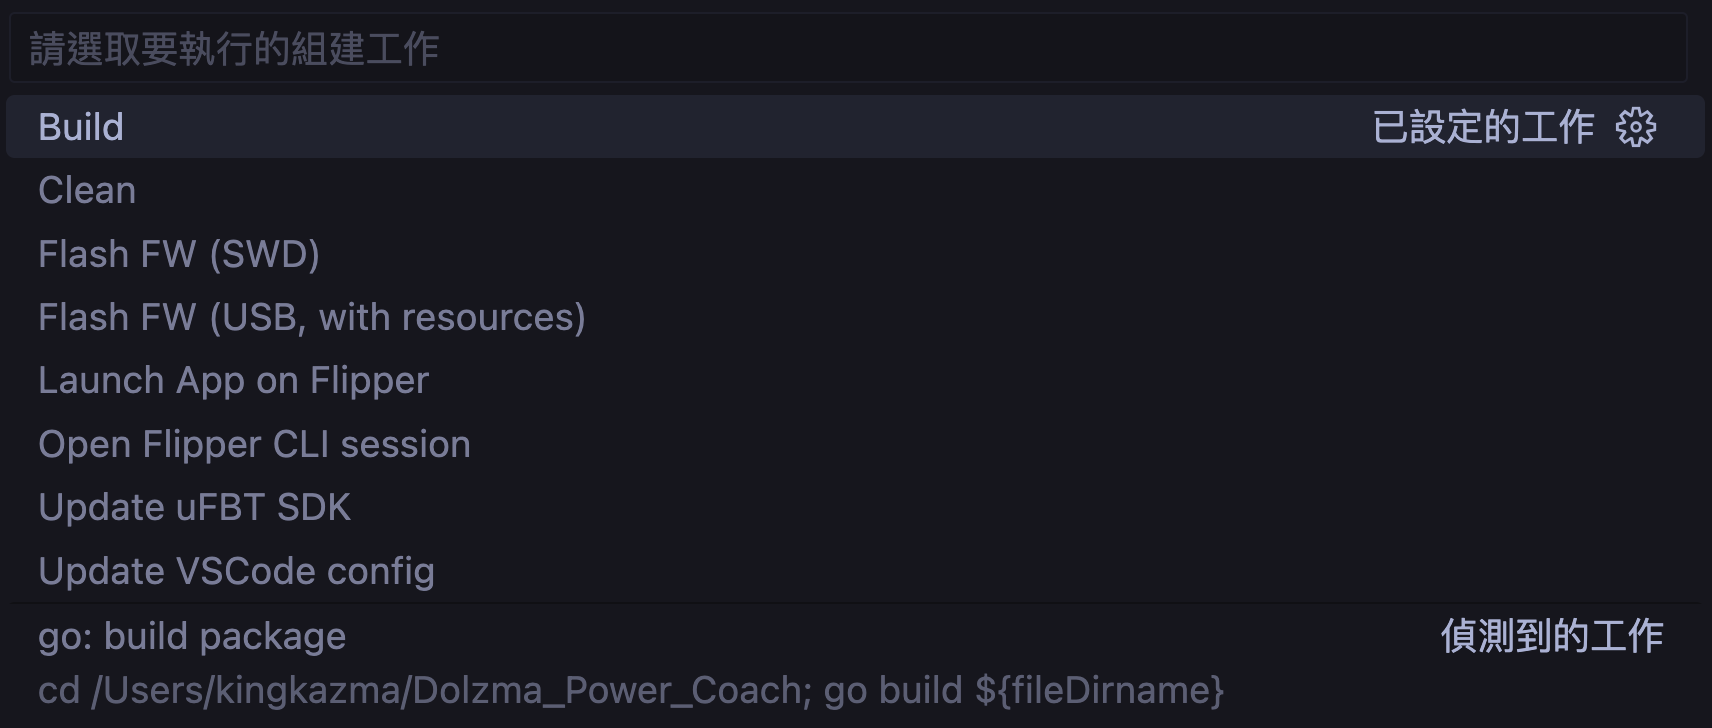 請選取要執行的組建工作
Build 已設定的工作
Clean
Flash FW (SWD)
Flash FW (USB, with resources)
Launch App on Flipper
Open Flipper CLI session
Update uFBT SDK
Update VSCode config
go: build package 偵測到的工作
cd /Users/kingkazma/Dolzma_Power_Coach; go build ${fileDirname}